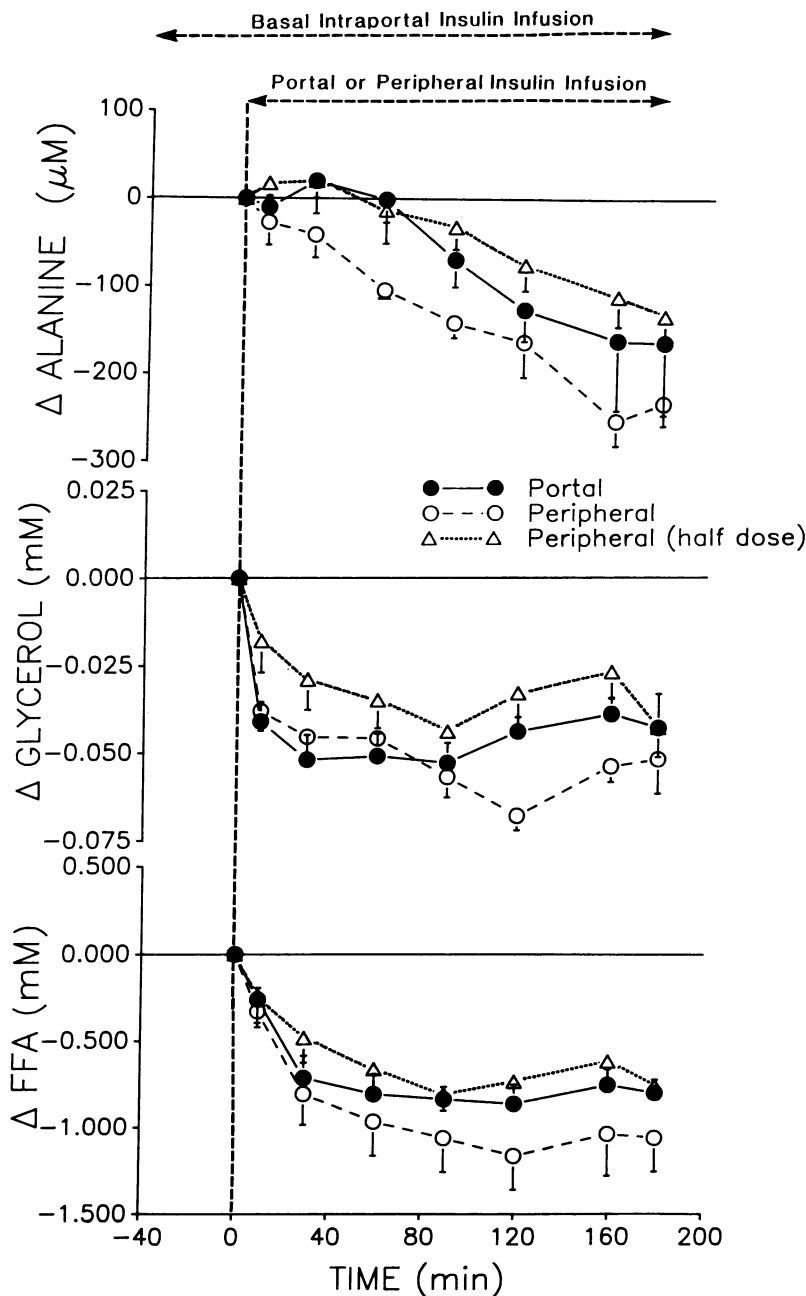 Basal Intraportal Insulin Infusion
Portal or Peripheral Insulin Infusion
Δ ALANINE (μM)
100
0
-100
-200
-300
Portal
Peripheral
Peripheral (half dose)
Δ GLYCEROL (mM)
0.025
0.000
-0.025
-0.050
-0.075
Δ FFA (mM)
0.500
0.000
-0.500
-1.000
-1.500
-40 0 40 80 120 160 200
TIME (min)